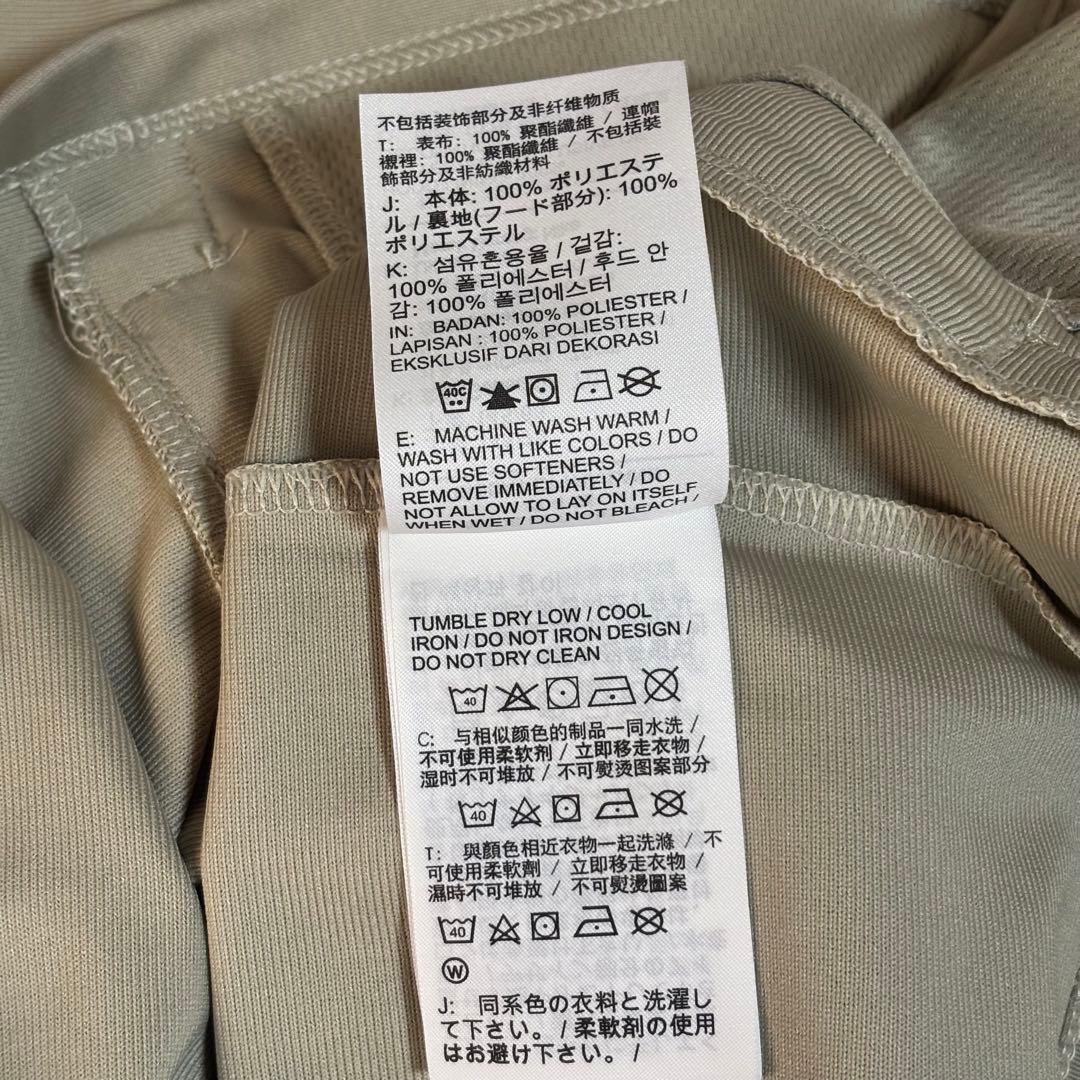 不包括装饰部分及非纤维物质
T: 表布: 100% 聚酯纖維 / 連帽
襯裡: 100% 聚酯纖維 / 不包括裝
飾部分及非紡織材料
J: 本体: 100% ポリエステ
ル / 裏地(フード部分): 100%
ポリエステル
K: 섬유혼용율 / 겉감:
100% 폴리에스터 / 후드 안
감: 100% 폴리에스터
IN: BADAN: 100% POLIESTER /
LAPISAN : 100% POLIESTER /
EKSKLUSIF DARI DEKORASI
40C
E: MACHINE WASH WARM /
WASH WITH LIKE COLORS / DO
NOT USE SOFTENERS /
REMOVE IMMEDIATELY / DO
NOT ALLOW TO LAY ON ITSELF
WHEN WET / DO NOT BLEACH /
TUMBLE DRY LOW / COOL
IRON / DO NOT IRON DESIGN /
DO NOT DRY CLEAN
40
C: 与相似颜色的制品一同水洗 /
不可使用柔软剂 / 立即移走衣物 /
湿时不可堆放 / 不可熨烫图案部分
40
T: 與顏色相近衣物一起洗滌 / 不
可使用柔軟劑 / 立即移走衣物 /
濕時不可堆放 / 不可熨燙圖案
40
W
J: 同系色の衣料と洗濯し
て下さい。 / 柔軟剤の使用
はお避け下さい。 /